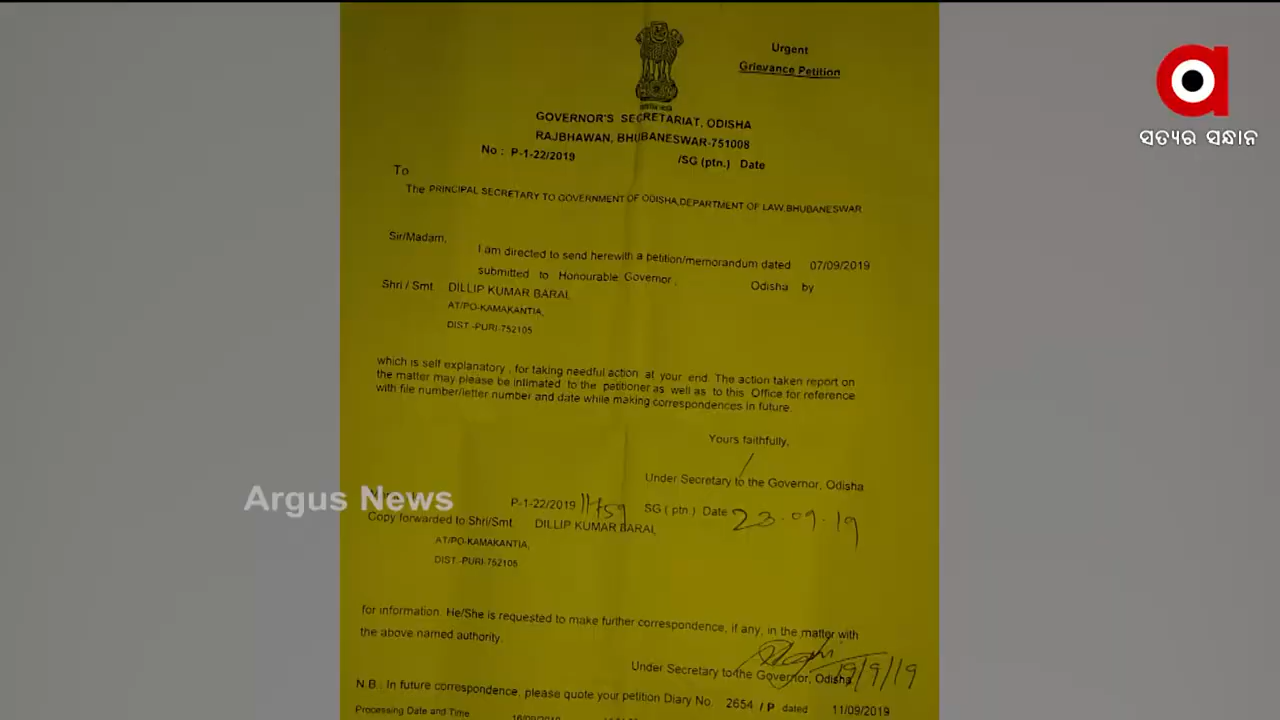 Urgent
Grievance Petition
GOVERNOR'S SECRETARIAT, ODISHA
RAJBHAWAN, BHUBANESWAR-751008
No : P-1-22/2019 /SG (ptn.) Date
To
The PRINCIPAL SECRETARY TO GOVERNMENT OF ODISHA,DEPARTMENT OF LAW,BHUBANESWAR
Sir/Madam,
I am directed to send herewith a petition/memorandum dated 07/09/2019
submitted to Honourable Governor, Odisha by
Shri / Smt. DILLIP KUMAR BARAL
AT/PO-KAMAKANTIA,
DIST.-PURI-752105
which is self explanatory, for taking needful action at your end. The action taken report on
the matter may please be intimated to the petitioner as well as to this Office for reference
with file number/letter number and date while making correspondences in future.
Yours faithfully,
Under Secretary to the Governor, Odisha
P-1-22/2019 11759 SG ( ptn.) Date 23.09.19
Copy forwarded to Shri/Smt. DILLIP KUMAR BARAL,
AT/PO-KAMAKANTIA,
DIST.-PURI-752105
for information. He/She is requested to make further correspondence, if any, in the matter with
the above named authority.
19/9/19
Under Secretary to the Governor, Odisha
N.B.: In future correspondence, please quote your petition Diary No. 2654 / P dated 11/09/2019
Processing Date and Time
Argus News
ସତ୍ୟର ସନ୍ଧାନ